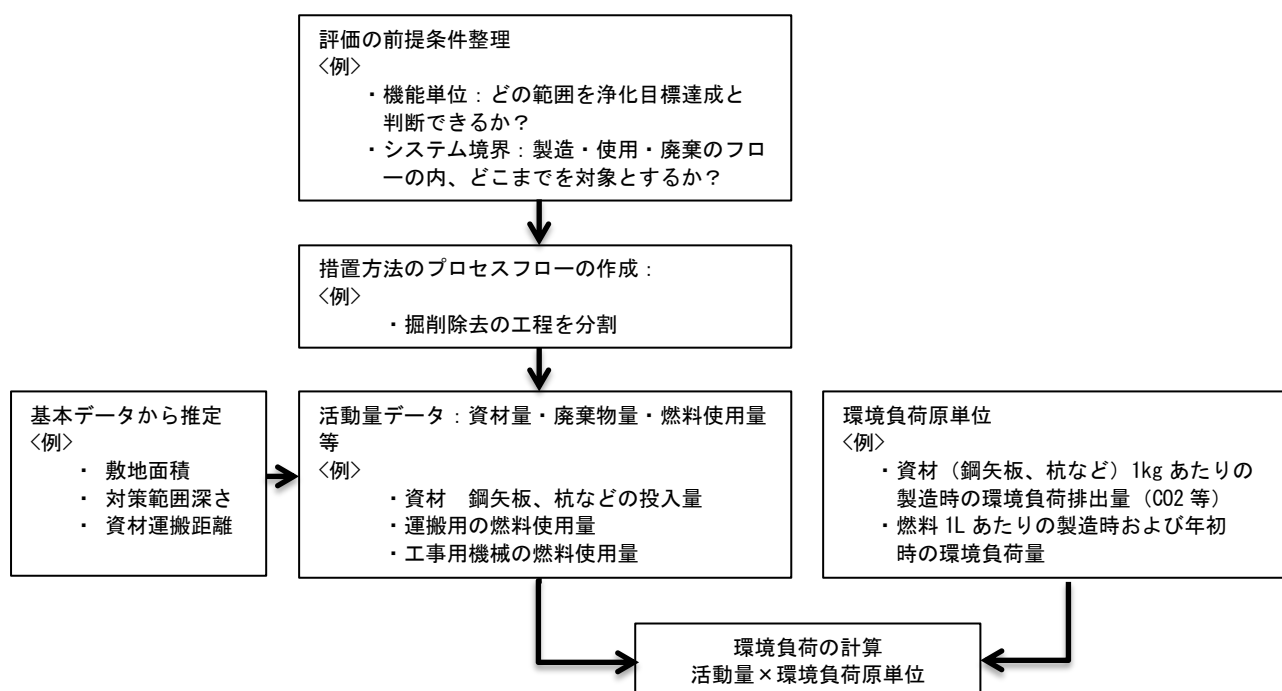 評価の前提条件整理
<例>
・機能単位：どの範囲を浄化目標達成と
判断できるか？
・システム境界：製造・使用・廃棄のフロ
ーの内、どこまでを対象とするか？
措置方法のプロセスフローの作成：
<例>
・掘削除去の工程を分割
基本データから推定
<例>
・ 敷地面積
・ 対策範囲深さ
・ 資材運搬距離
活動量データ：資材量・廃棄物量・燃料使用量
等
<例>
・資材　鋼矢板、杭などの投入量
・運搬用の燃料使用量
・工事用機械の燃料使用量
環境負荷原単位
<例>
・資材（鋼矢板、杭など）1kg あたりの
製造時の環境負荷排出量（CO2 等）
・燃料 1L あたりの製造時および年初
時の環境負荷量
環境負荷の計算
活動量×環境負荷原単位